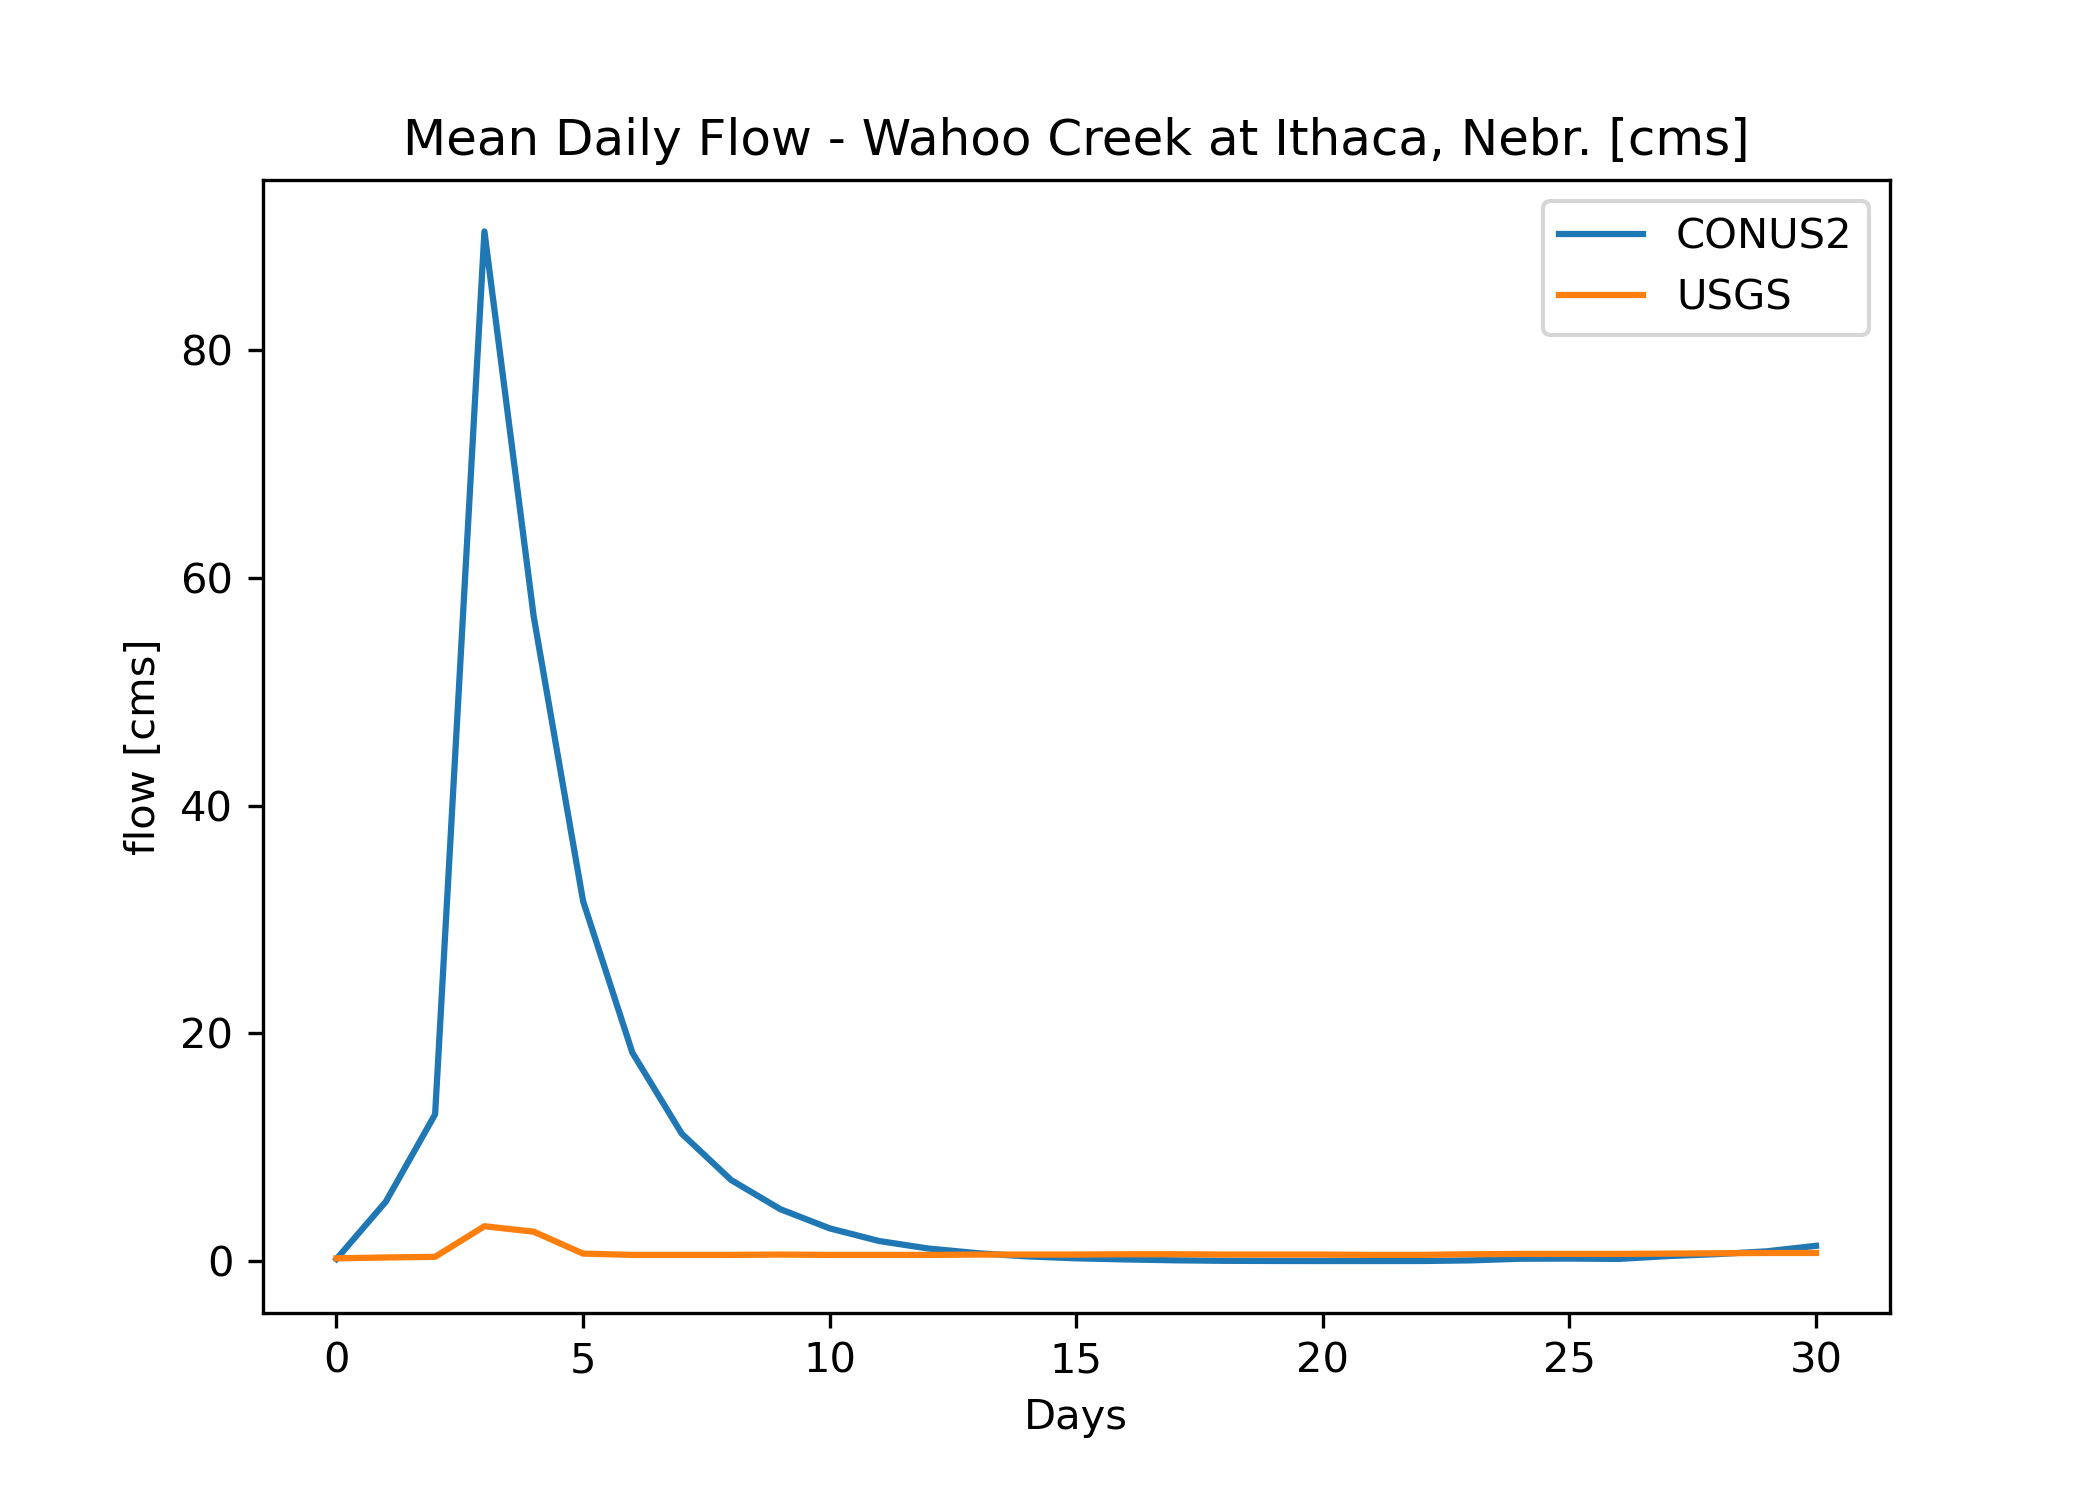 Mean Daily Flow - Wahoo Creek at Ithaca, Nebr. [cms]
CONUS2
USGS
80
60
40
20
0
flow [cms]
0 5 10 15 20 25 30
Days